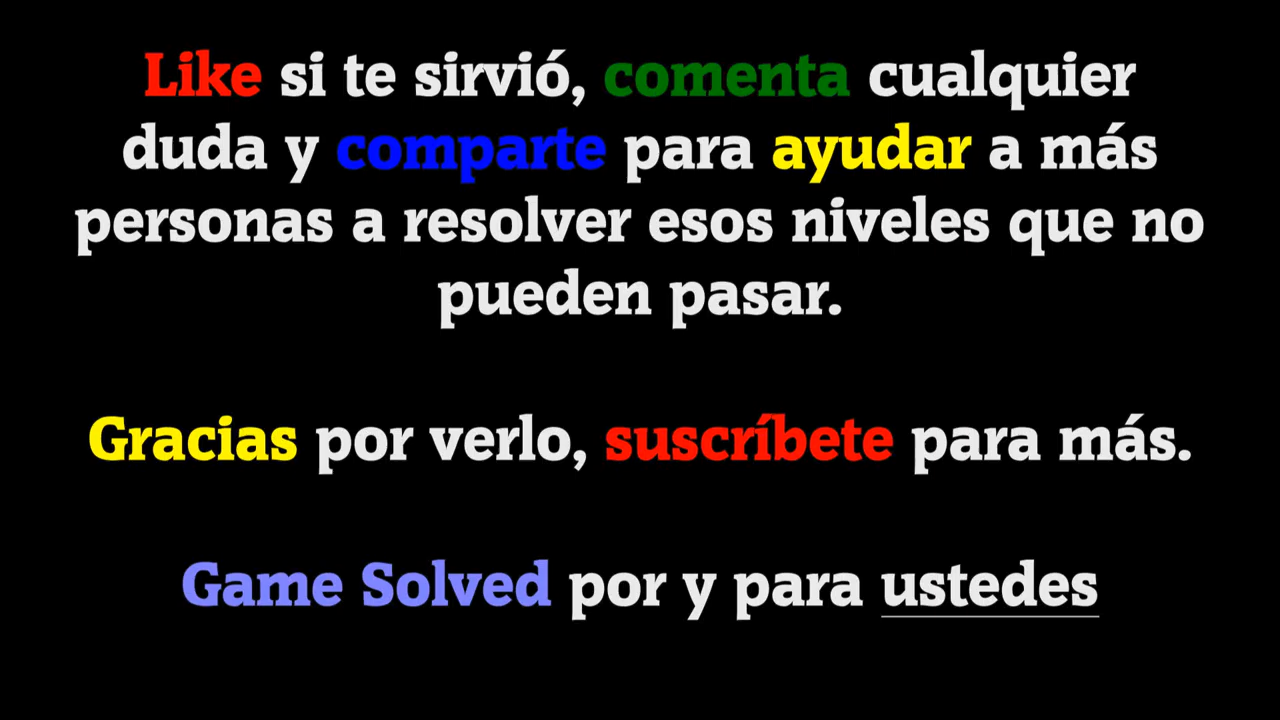 Like si te sirvió, comenta cualquier
duda y comparte para ayudar a más
personas a resolver esos niveles que no
pueden pasar.
Gracias por verlo, suscríbete para más.
Game Solved por y para ustedes